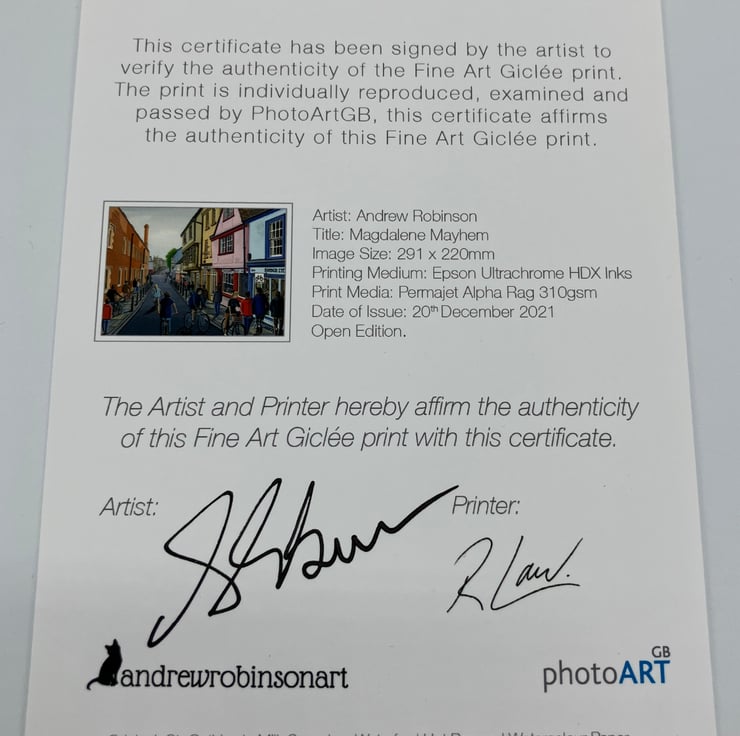 This certificate has been signed by the artist to
verify the authenticity of the Fine Art Giclée print.
The print is individually reproduced, examined and
passed by PhotoArtGB, this certificate affirms
the authenticity of this Fine Art Giclée print.
Artist: Andrew Robinson
Title: Magdalene Mayhem
Image Size: 291 x 220mm
Printing Medium: Epson Ultrachrome HDX Inks
Print Media: Permajet Alpha Rag 310gsm
Date of Issue: 20th December 2021
Open Edition.
The Artist and Printer hereby affirm the authenticity
of this Fine Art Giclée print with this certificate.
Artist:
Printer:
R Law.
andrewrobinsonart
photoARTGB